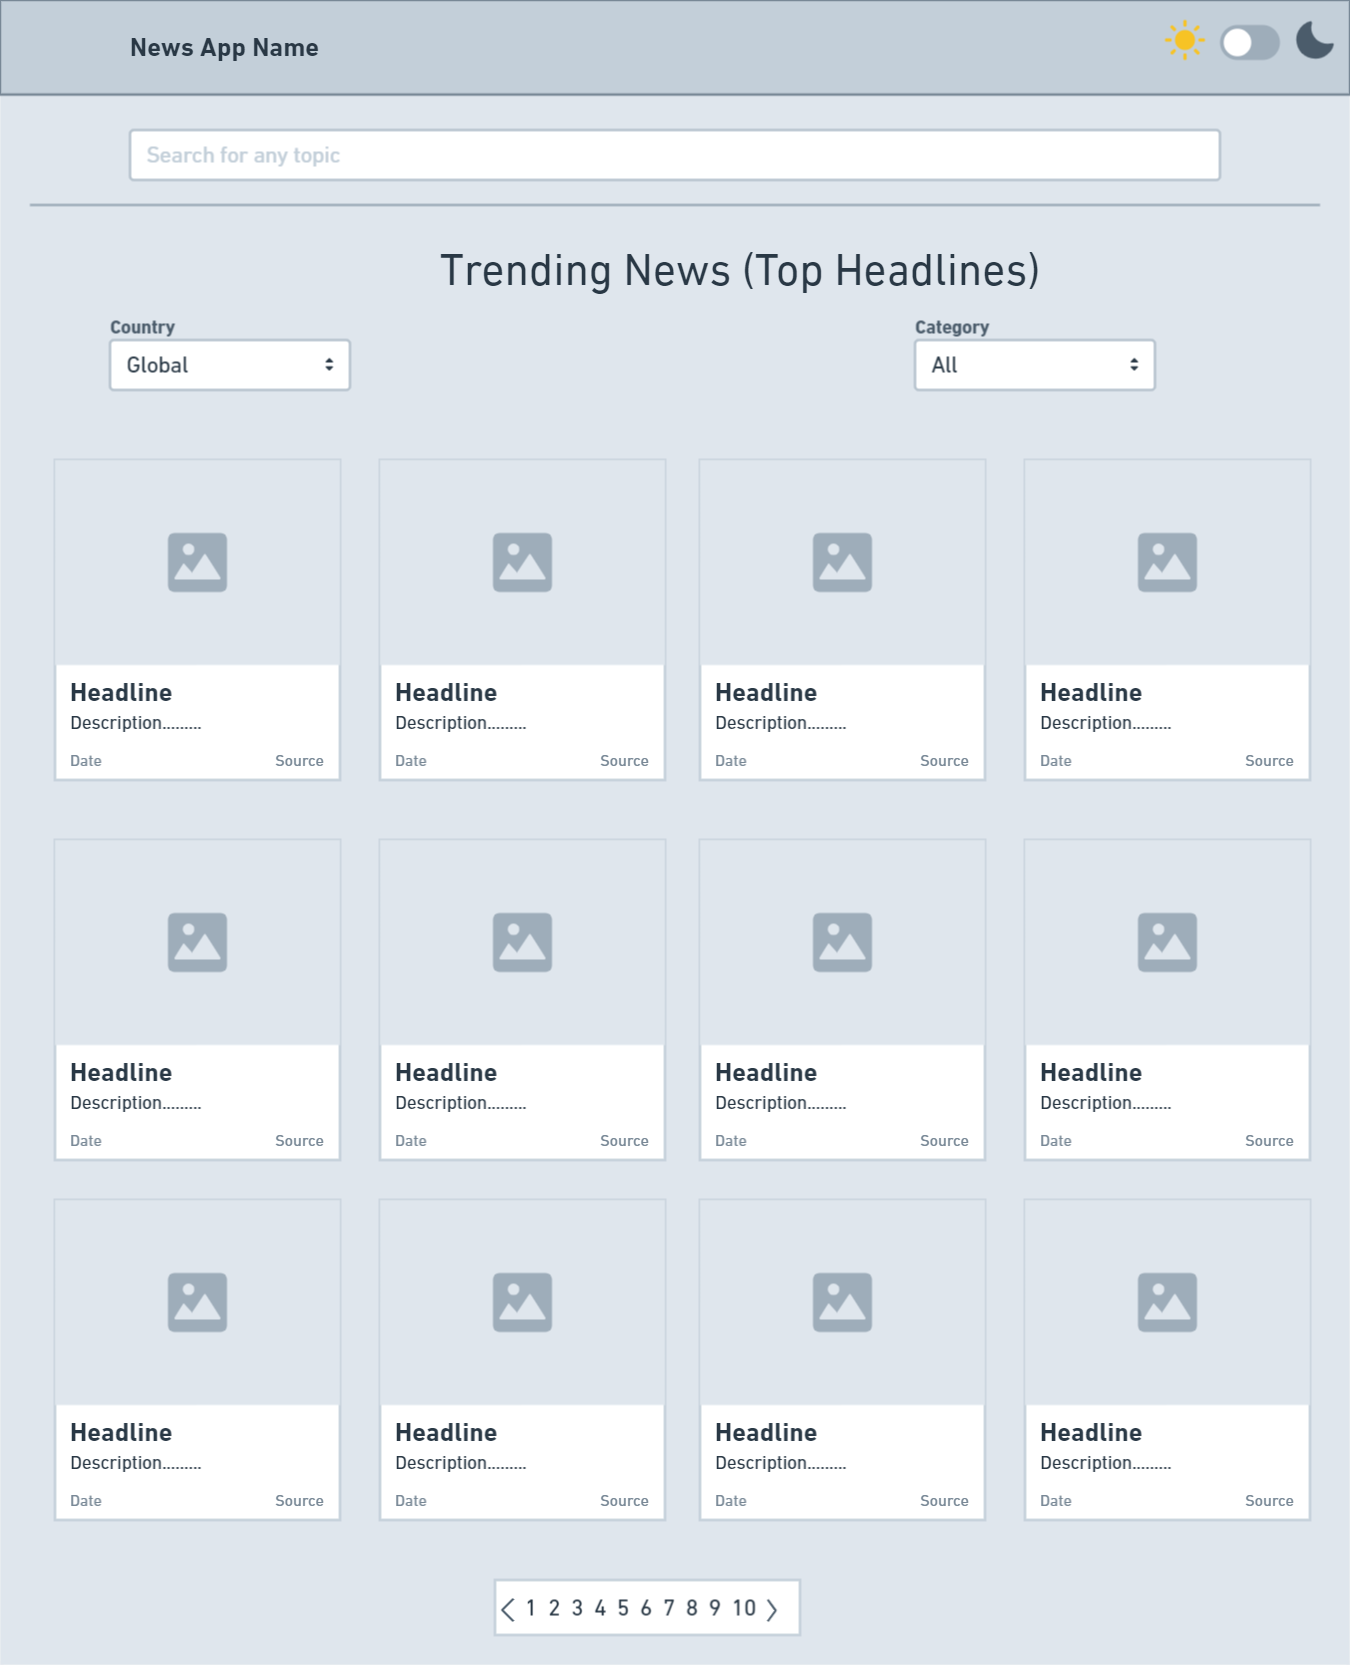 News App Name
Search for any topic
Trending News (Top Headlines)
Country
Category
Global
All
Headline
Description.........
Date
Source
Headline
Description.........
Date
Source
Headline
Description.........
Date
Source
Headline
Description.........
Date
Source
Headline
Description.........
Date
Source
Headline
Description.........
Date
Source
Headline
Description.........
Date
Source
Headline
Description.........
Date
Source
Headline
Description.........
Date
Source
Headline
Description.........
Date
Source
Headline
Description.........
Date
Source
Headline
Description.........
Date
Source
1 2 3 4 5 6 7 8 9 10